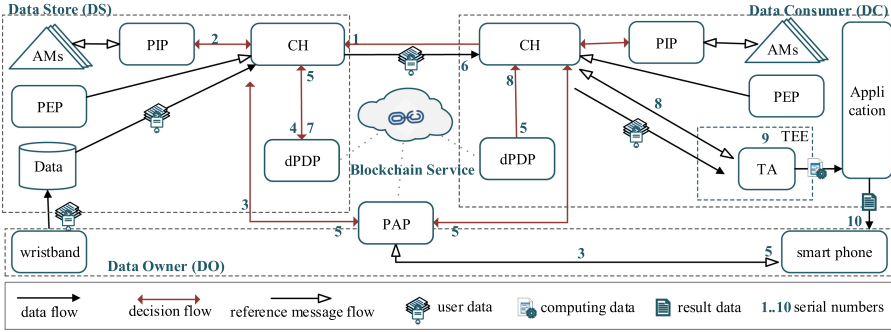 Data Store (DS)
Data Consumer (DC)
AMs
PIP
2
CH
1
6
CH
PIP
AMs
PEP
5
8
PEP
Appli
cation
4
7
5
8
9
TEE
Data
dPDP
Blockchain Service
dPDP
TA
3
5
PAP
5
10
wristband
Data Owner (DO)
3
5
smart phone
data flow
decision flow
reference message flow
user data
computing data
result data
1..10 serial numbers